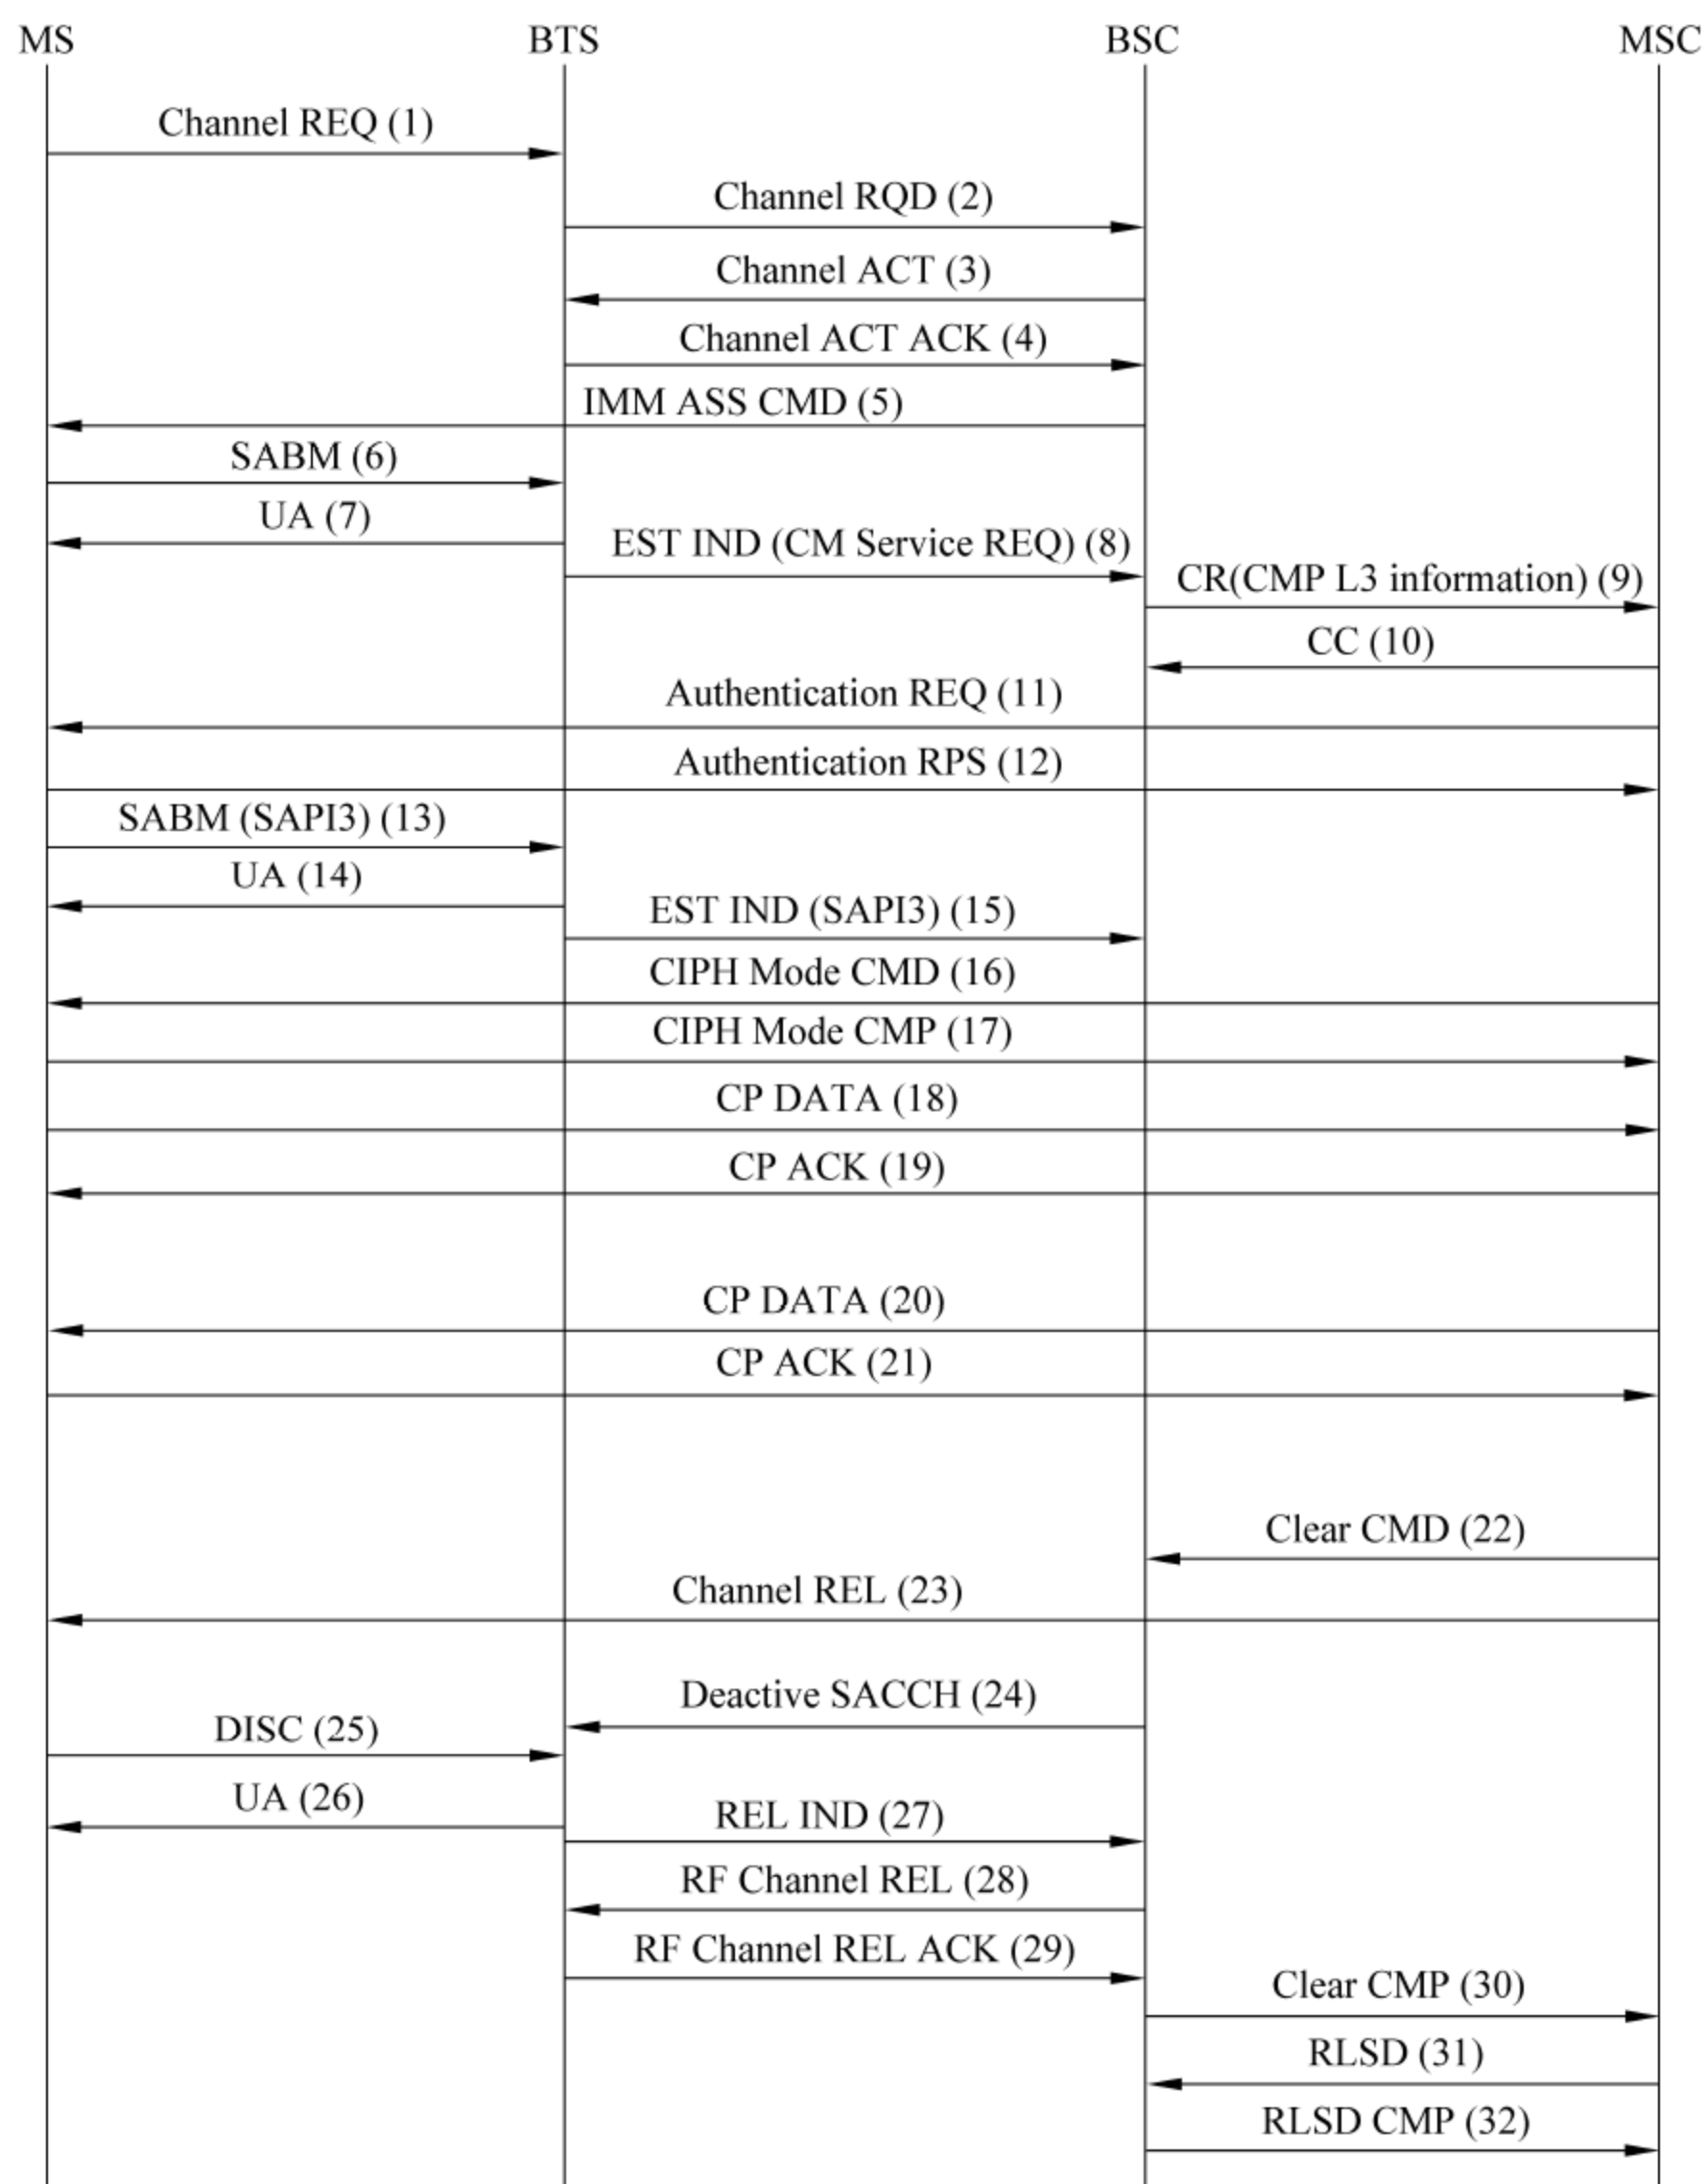 MS BTS BSC MSC
Channel REQ (1)
Channel RQD (2)
Channel ACT (3)
Channel ACT ACK (4)
IMM ASS CMD (5)
SABM (6)
UA (7)
EST IND (CM Service REQ) (8)
CR(CMP L3 information) (9)
CC (10)
Authentication REQ (11)
Authentication RPS (12)
SABM (SAPI3) (13)
UA (14)
EST IND (SAPI3) (15)
CIPH Mode CMD (16)
CIPH Mode CMP (17)
CP DATA (18)
CP ACK (19)
CP DATA (20)
CP ACK (21)
Clear CMD (22)
Channel REL (23)
Deactive SACCH (24)
DISC (25)
UA (26)
REL IND (27)
RF Channel REL (28)
RF Channel REL ACK (29)
Clear CMP (30)
RLSD (31)
RLSD CMP (32)